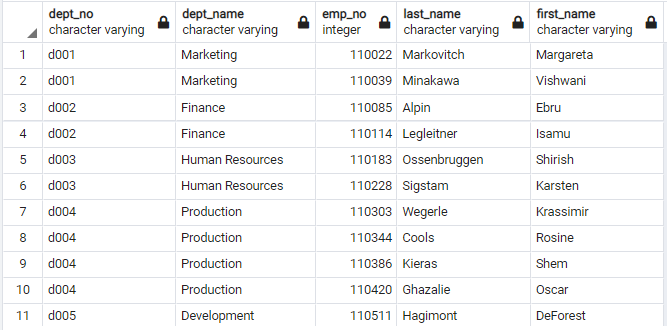 dept_no dept_name emp_no last_name first_name
character varying character varying integer character varying character varying
1 d001 Marketing 110022 Markovitch Margareta
2 d001 Marketing 110039 Minakawa Vishwani
3 d002 Finance 110085 Alpin Ebru
4 d002 Finance 110114 Legleitner Isamu
5 d003 Human Resources 110183 Ossenbruggen Shirish
6 d003 Human Resources 110228 Sigstam Karsten
7 d004 Production 110303 Wegerle Krassimir
8 d004 Production 110344 Cools Rosine
9 d004 Production 110386 Kieras Shem
10 d004 Production 110420 Ghazalie Oscar
11 d005 Development 110511 Hagimont DeForest